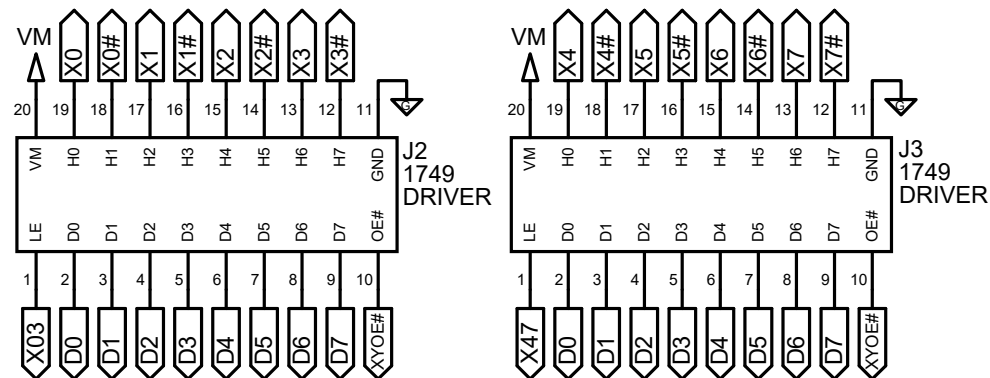 VM X0 X0# X1 X1# X2 X2# X3 X3# VM X4 X4# X5 X5# X6 X6# X7 X7#
G G
20 19 18 17 16 15 14 13 12 11 20 19 18 17 16 15 14 13 12 11
VM H0 H1 H2 H3 H4 H5 H6 H7 GND J2 VM H0 H1 H2 H3 H4 H5 H6 H7 GND J3
1749 1749
DRIVER DRIVER
LE D0 D1 D2 D3 D4 D5 D6 D7 OE# LE D0 D1 D2 D3 D4 D5 D6 D7 OE#
1 2 3 4 5 6 7 8 9 10 1 2 3 4 5 6 7 8 9 10
X03 D0 D1 D2 D3 D4 D5 D6 D7 XYOE# X47 D0 D1 D2 D3 D4 D5 D6 D7 XYOE#